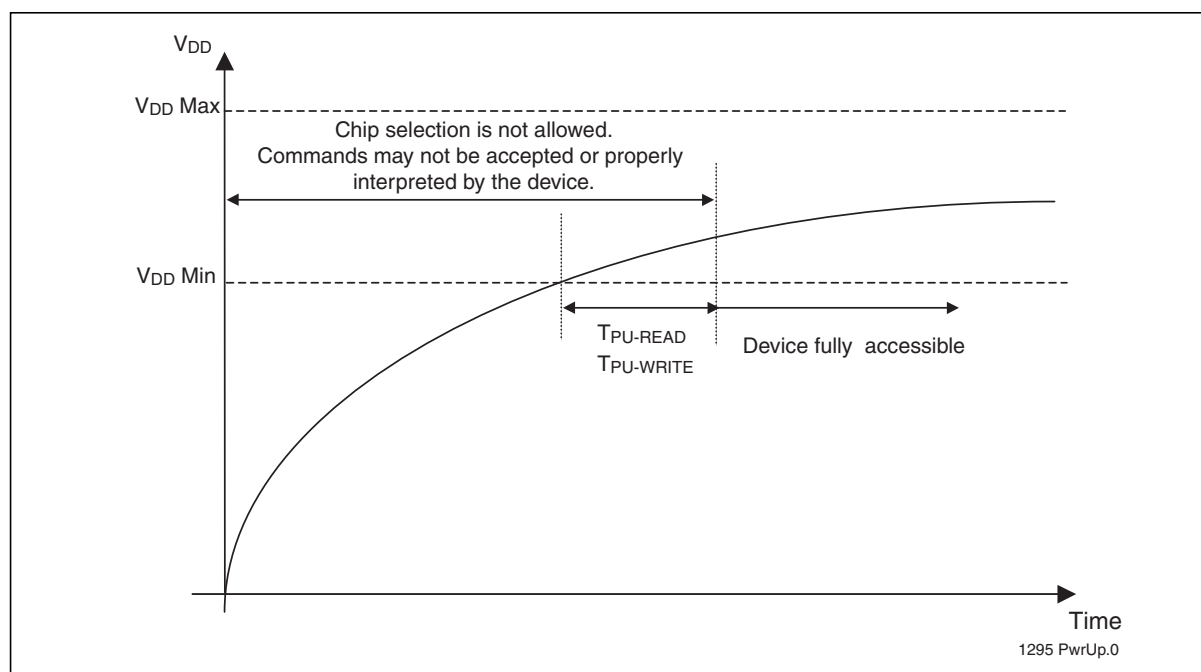 VDD
VDD Max
Chip selection is not allowed.
Commands may not be accepted or properly
interpreted by the device.
VDD Min
TPU-READ
TPU-WRITE
Device fully accessible
Time
1295 PwrUp.0